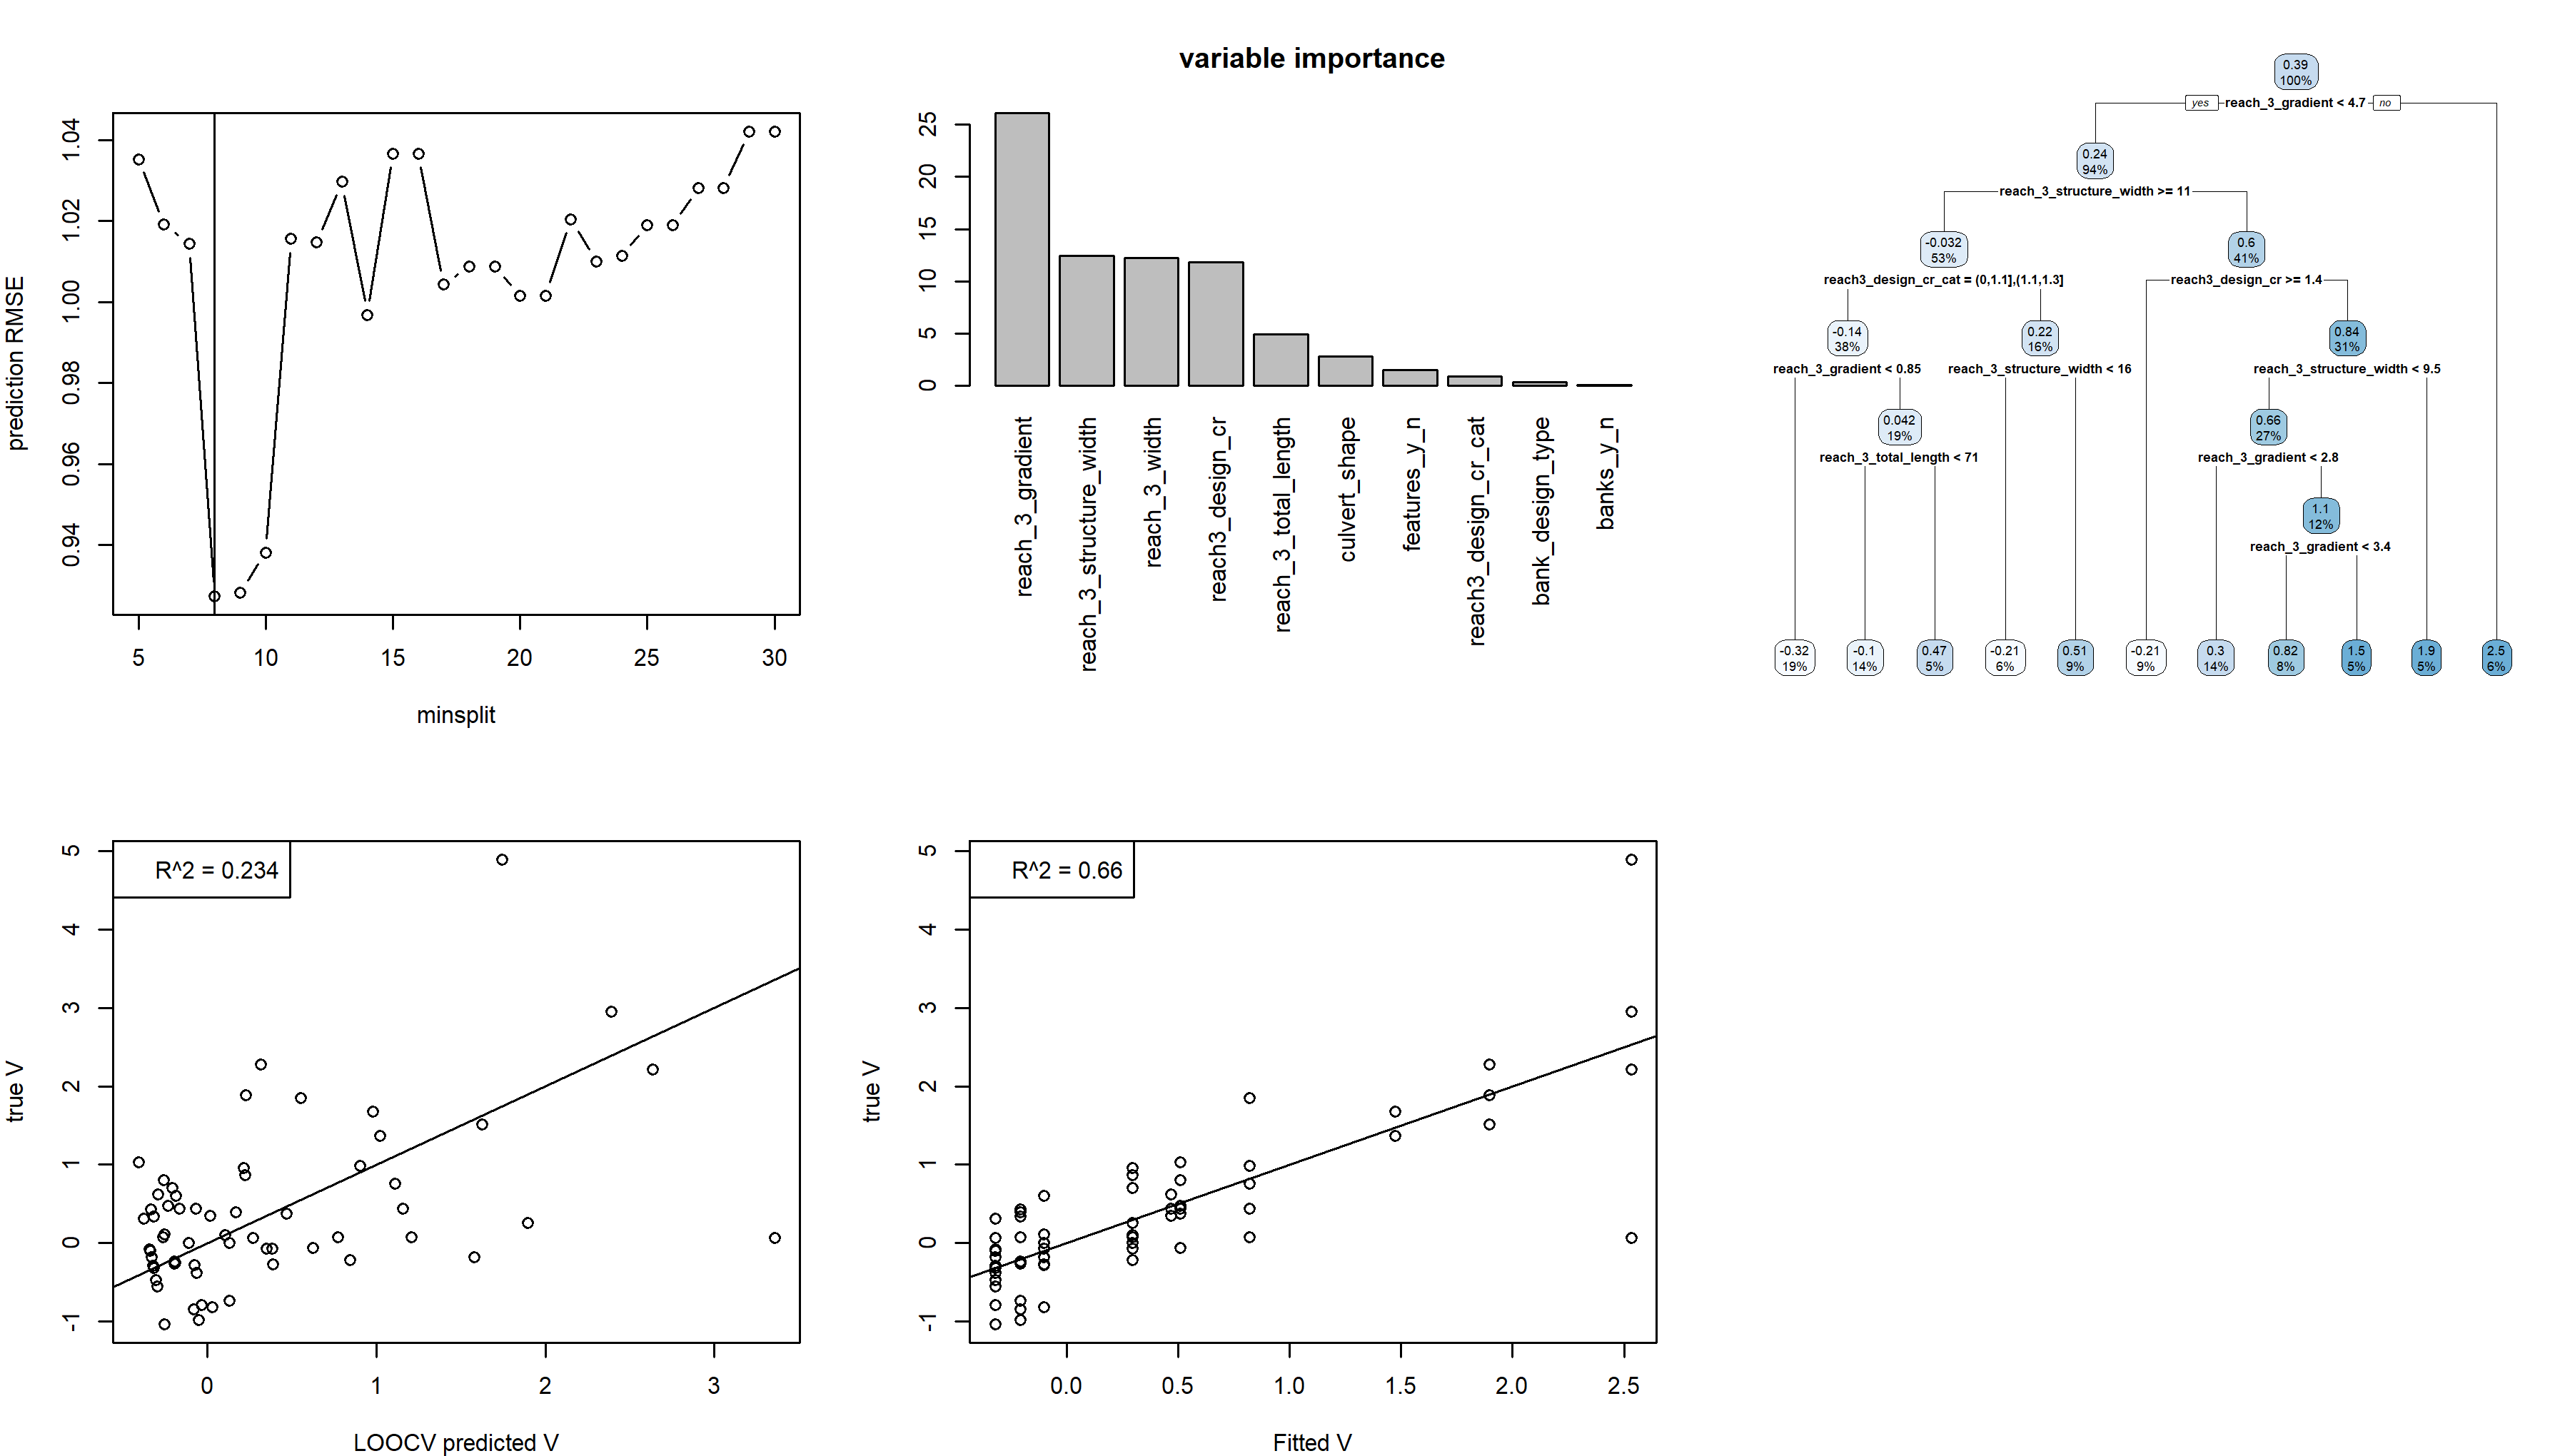 prediction RMSE
1.04
1.02
1.00
0.98
0.96
0.94
5 10 15 20 25 30
minsplit
variable importance
25
20
15
10
5
0
reach_3_gradient
reach_3_structure_width
reach_3_width
reach3_design_cr
reach_3_total_length
culvert_shape
features_y_n
reach3_design_cr_cat
bank_design_type
banks_y_n
0.39
100%
yes reach_3_gradient < 4.7 no
0.24
94%
reach_3_structure_width >= 11
-0.032
53%
0.6
41%
reach3_design_cr_cat = (0,1.1],(1.1,1.3]
reach3_design_cr >= 1.4
-0.14
38%
0.22
16%
0.84
31%
reach_3_gradient < 0.85
reach_3_structure_width < 16
reach_3_structure_width < 9.5
0.042
19%
0.66
27%
reach_3_total_length < 71
reach_3_gradient < 2.8
1.1
12%
reach_3_gradient < 3.4
-0.32
19%
-0.1
14%
0.47
5%
-0.21
6%
0.51
9%
-0.21
9%
0.3
14%
0.82
8%
1.5
5%
1.9
5%
2.5
6%
true V
5
4
3
2
1
0
-1
R^2 = 0.234
0 1 2 3
LOOCV predicted V
true V
5
4
3
2
1
0
-1
R^2 = 0.66
0.0 0.5 1.0 1.5 2.0 2.5
Fitted V